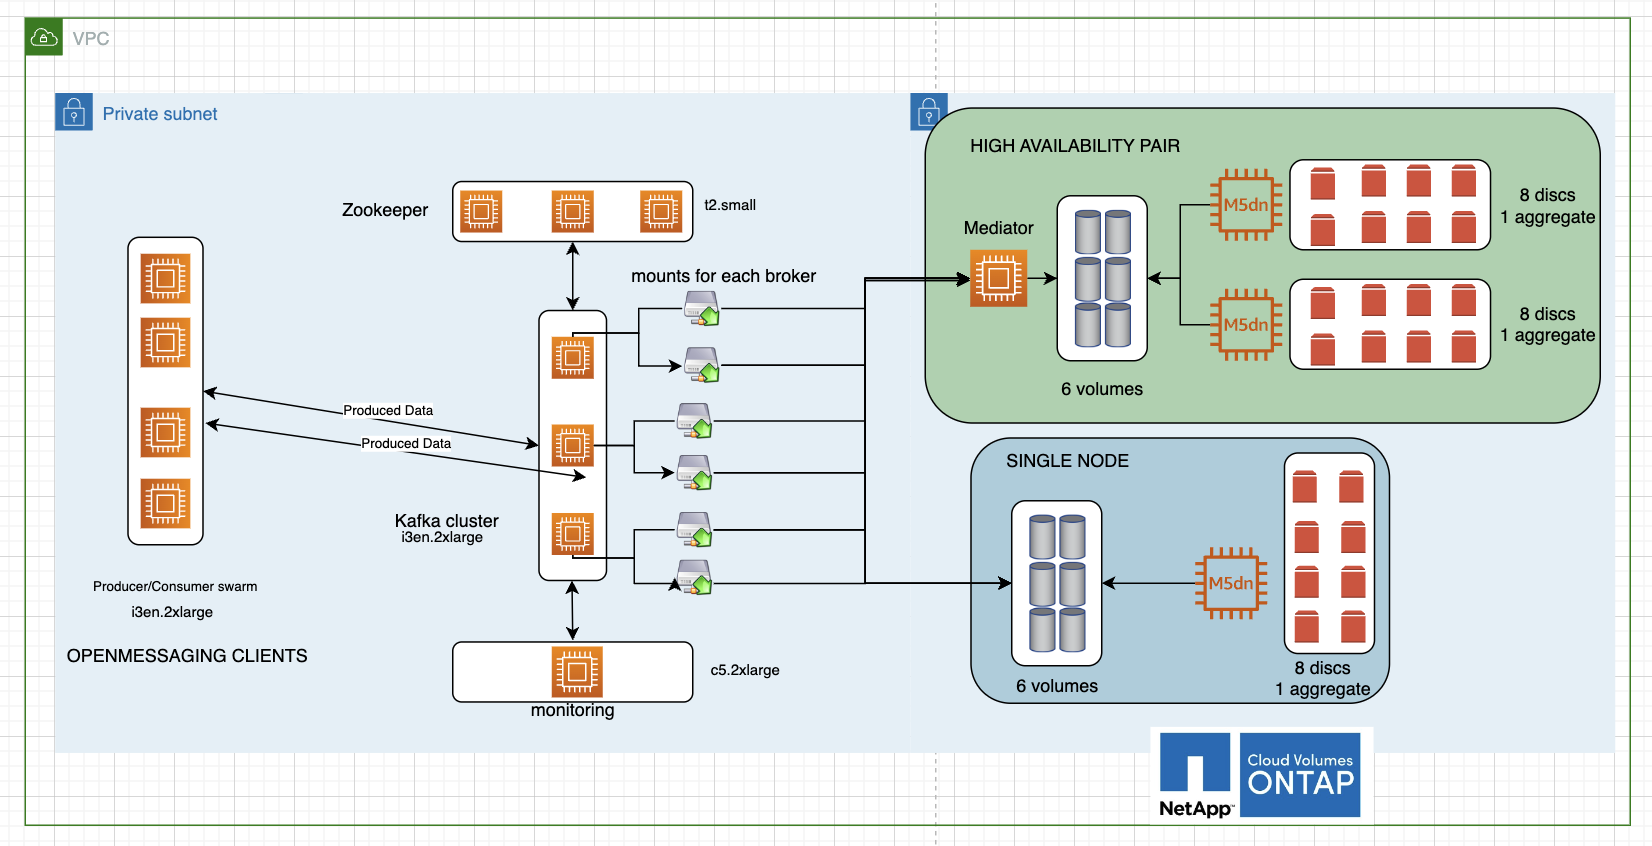 VPC
Private subnet
HIGH AVAILABILITY PAIR
Zookeeper
t2.small
Mediator
M5dn
8 discs
1 aggregate
mounts for each broker
M5dn
8 discs
1 aggregate
6 volumes
Produced Data
Produced Data
SINGLE NODE
Kafka cluster
i3en.2xlarge
M5dn
Producer/Consumer swarm
i3en.2xlarge
OPENMESSAGING CLIENTS
c5.2xlarge
monitoring
6 volumes
8 discs
1 aggregate
NetApp™
Cloud Volumes
ONTAP